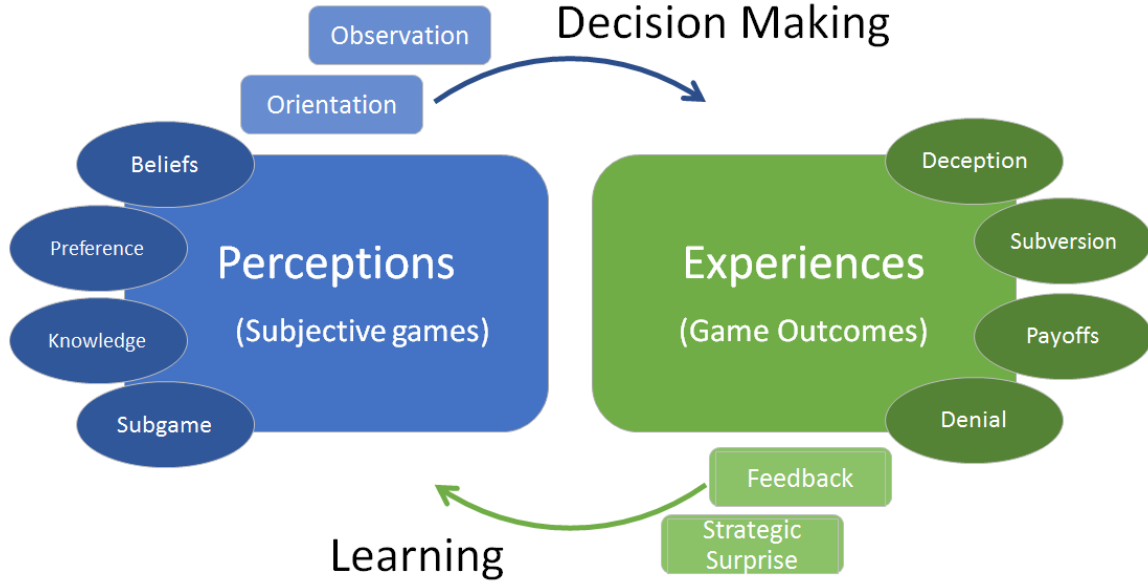 Observation
Decision Making
Orientation
Beliefs
Preference
Knowledge
Subgame
Perceptions
(Subjective games)
Experiences
(Game Outcomes)
Deception
Subversion
Payoffs
Denial
Feedback
Strategic
Surprise
Learning